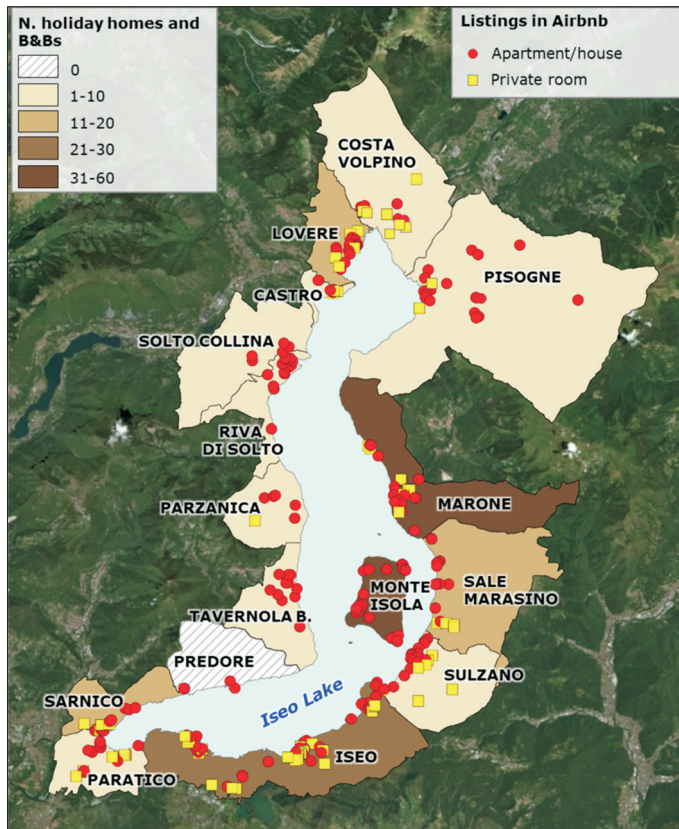 N. holiday homes and
B&Bs
0
1-10
11-20
21-30
31-60
Listings in Airbnb
Apartment/house
Private room
COSTA
VOLPINO
LOVERE
PISOGNE
CASTRO
SOLTO COLLINA
RIVA
DI SOLTO
PARZANICA
MARONE
MONTE
ISOLA
SALE
MARASINO
TAVERNOLA B.
PREDORE
SULZANO
SARNICO
Iseo Lake
ISEO
PARATICO